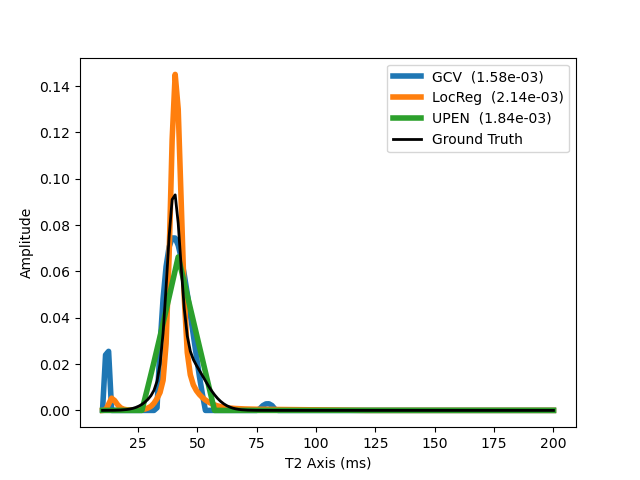 GCV (1.58e-03)
LocReg (2.14e-03)
UPEN (1.84e-03)
Ground Truth
0.14
0.12
0.10
0.08
0.06
0.04
0.02
0.00
Amplitude
25 50 75 100 125 150 175 200
T2 Axis (ms)